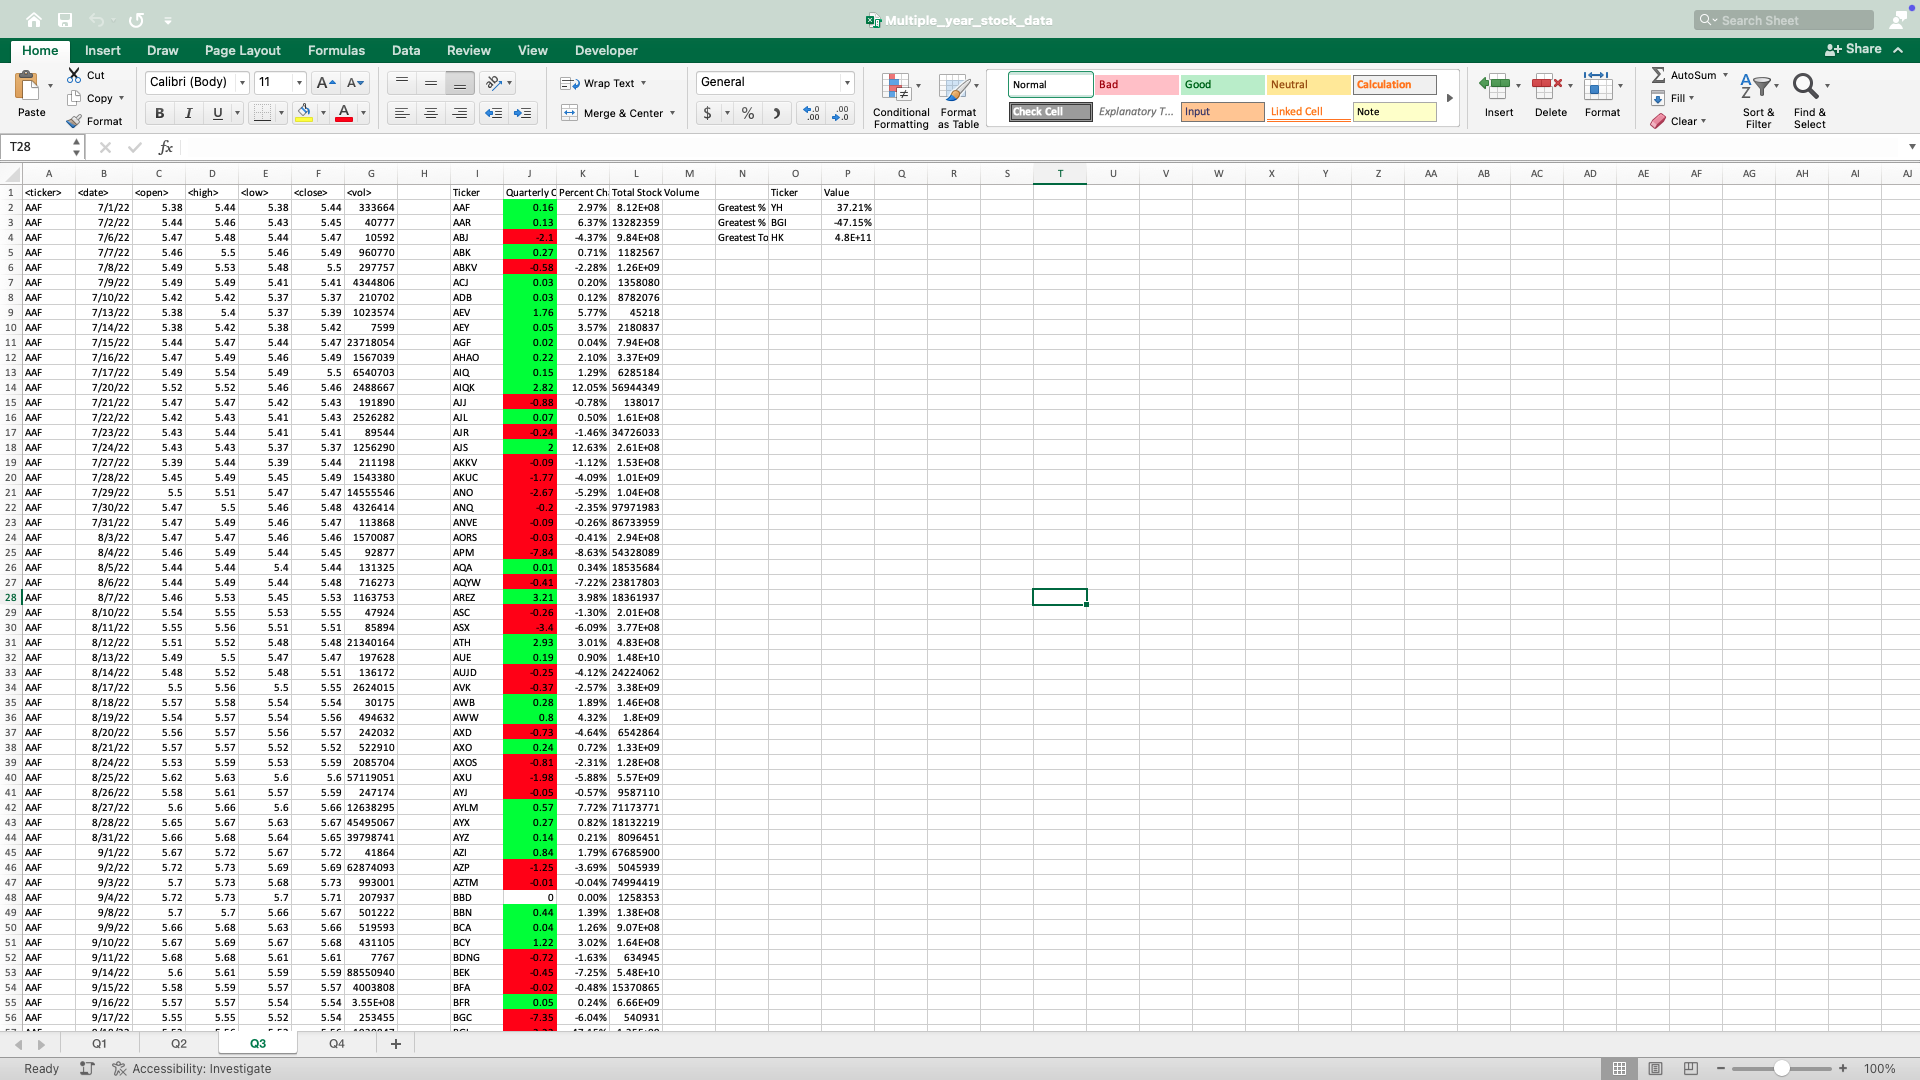 Multiple_year_stock_data
Search Sheet
Home Insert Draw Page Layout Formulas Data Review View Developer Share
Paste Cut Copy Format
Calibri (Body) 11
B I U
Wrap Text
Merge & Center
General
$ % )
Conditional Formatting
Format as Table
Normal Bad Good Neutral Calculation
Check Cell Explanatory T... Input Linked Cell Note
Insert Delete Format
AutoSum
Fill
Clear
Sort & Filter
Find & Select
T28 fx
A B C D E F G H I J K L M N O P Q R S T U V W X Y Z AA AB AC AD AE AF AG AH AI AJ
1 <ticker> <date> <open> <high> <low> <close> <vol> Ticker Quarterly C Percent Ch Total Stock Volume Ticker Value
2 AAF 7/1/22 5.38 5.44 5.38 5.44 333664 AAF 0.16 2.97% 8.12E+08 Greatest % YH 37.21%
3 AAF 7/2/22 5.44 5.46 5.43 5.45 40777 AAR 0.13 6.37% 13282359 Greatest % BGI -47.15%
4 AAF 7/6/22 5.47 5.48 5.44 5.47 10592 ABJ -2.1 -4.37% 9.84E+08 Greatest To HK 4.8E+11
5 AAF 7/7/22 5.46 5.5 5.46 5.49 960770 ABK 0.27 0.71% 1182567
6 AAF 7/8/22 5.49 5.53 5.48 5.5 297757 ABKV -0.58 -2.28% 1.26E+09
7 AAF 7/9/22 5.49 5.49 5.41 5.41 4344806 ACJ 0.03 0.20% 1358080
8 AAF 7/10/22 5.42 5.42 5.37 5.37 210702 ADB 0.03 0.12% 8782076
9 AAF 7/13/22 5.38 5.4 5.37 5.39 1023574 AEV 1.76 5.77% 45218
10 AAF 7/14/22 5.38 5.42 5.38 5.42 7599 AEY 0.05 3.57% 2180837
11 AAF 7/15/22 5.44 5.47 5.44 5.47 23718054 AGF 0.02 0.04% 7.94E+08
12 AAF 7/16/22 5.47 5.49 5.46 5.49 1567039 AHAO 0.22 2.10% 3.37E+09
13 AAF 7/17/22 5.49 5.54 5.49 5.5 6540703 AIQ 0.15 1.29% 6285184
14 AAF 7/20/22 5.52 5.52 5.46 5.46 2488667 AIQK 2.82 12.05% 56944349
15 AAF 7/21/22 5.47 5.47 5.42 5.43 191890 AJJ -0.88 -0.78% 138017
16 AAF 7/22/22 5.42 5.43 5.41 5.43 2526282 AJL 0.07 0.50% 1.61E+08
17 AAF 7/23/22 5.43 5.44 5.41 5.41 89544 AJR -0.24 -1.46% 34726033
18 AAF 7/24/22 5.43 5.43 5.37 5.37 1256290 AJS 2 12.63% 2.61E+08
19 AAF 7/27/22 5.39 5.44 5.39 5.44 211198 AKKV -0.09 -1.12% 1.53E+08
20 AAF 7/28/22 5.45 5.49 5.45 5.49 1543380 AKUC -1.77 -4.09% 1.01E+09
21 AAF 7/29/22 5.5 5.51 5.47 5.47 14555546 ANO -2.67 -5.29% 1.04E+08
22 AAF 7/30/22 5.47 5.5 5.46 5.48 4326414 ANQ -0.2 -2.35% 97971983
23 AAF 7/31/22 5.47 5.49 5.46 5.47 113868 ANVE -0.09 -0.26% 86733959
24 AAF 8/3/22 5.47 5.47 5.46 5.46 1570087 AORS -0.03 -0.41% 2.94E+08
25 AAF 8/4/22 5.46 5.49 5.44 5.45 92877 APM -7.84 -8.63% 54328089
26 AAF 8/5/22 5.44 5.44 5.4 5.44 131325 AQA 0.01 0.34% 18535684
27 AAF 8/6/22 5.44 5.49 5.44 5.48 716273 AQYW -0.41 -7.22% 23817803
28 AAF 8/7/22 5.46 5.53 5.45 5.53 1163753 AREZ 3.21 3.98% 18361937
29 AAF 8/10/22 5.54 5.55 5.53 5.55 47924 ASC -0.26 -1.30% 2.01E+08
30 AAF 8/11/22 5.55 5.56 5.51 5.51 85894 ASX -3.4 -6.09% 3.77E+08
31 AAF 8/12/22 5.51 5.52 5.48 5.48 21340164 ATH 2.93 3.01% 4.83E+08
32 AAF 8/13/22 5.49 5.5 5.47 5.47 197628 AUE 0.19 0.90% 1.48E+10
33 AAF 8/14/22 5.48 5.52 5.48 5.51 136172 AUJD -0.25 -4.12% 24224062
34 AAF 8/17/22 5.5 5.56 5.5 5.55 2624015 AVK -0.37 -2.57% 3.38E+09
35 AAF 8/18/22 5.57 5.58 5.54 5.54 30175 AWB 0.28 1.89% 1.46E+08
36 AAF 8/19/22 5.54 5.57 5.54 5.56 494632 AWW 0.8 4.32% 1.8E+09
37 AAF 8/20/22 5.56 5.57 5.56 5.57 242032 AXD -0.73 -4.64% 6542864
38 AAF 8/21/22 5.57 5.57 5.52 5.52 522910 AXO 0.24 0.72% 1.33E+09
39 AAF 8/24/22 5.53 5.59 5.53 5.59 2085704 AXOS -0.81 -2.31% 1.28E+08
40 AAF 8/25/22 5.62 5.63 5.6 5.6 57119051 AXU -1.98 -5.88% 5.57E+09
41 AAF 8/26/22 5.58 5.61 5.57 5.59 247174 AYJ -0.05 -0.57% 9587110
42 AAF 8/27/22 5.6 5.66 5.6 5.66 12638295 AYLM 0.57 7.72% 71173771
43 AAF 8/28/22 5.65 5.67 5.63 5.67 45495067 AYX 0.27 0.82% 18132219
44 AAF 8/31/22 5.66 5.68 5.64 5.65 39798741 AYZ 0.14 0.21% 8096451
45 AAF 9/1/22 5.67 5.72 5.67 5.72 41864 AZI 0.84 1.79% 67685900
46 AAF 9/2/22 5.72 5.73 5.69 5.69 62874093 AZP -1.25 -3.69% 5045939
47 AAF 9/3/22 5.7 5.73 5.68 5.73 993001 AZTM -0.01 -0.04% 74994419
48 AAF 9/4/22 5.72 5.73 5.7 5.71 207937 BBD 0 0.00% 1258353
49 AAF 9/8/22 5.7 5.7 5.66 5.67 501222 BBN 0.44 1.39% 1.38E+08
50 AAF 9/9/22 5.66 5.68 5.63 5.66 519593 BCA 0.04 1.26% 9.07E+08
51 AAF 9/10/22 5.67 5.69 5.67 5.68 431105 BCY 1.22 3.02% 1.64E+08
52 AAF 9/11/22 5.68 5.68 5.61 5.61 7767 BDNG -0.72 -1.63% 634945
53 AAF 9/14/22 5.6 5.61 5.59 5.59 88550940 BEK -0.45 -7.25% 5.48E+10
54 AAF 9/15/22 5.58 5.59 5.57 5.57 4003808 BFA -0.02 -0.48% 15370865
55 AAF 9/16/22 5.57 5.57 5.54 5.54 3.55E+08 BFR 0.05 0.24% 6.66E+09
56 AAF 9/17/22 5.55 5.55 5.52 5.54 253455 BGC -7.35 -6.04% 540931
Q1 Q2 Q3 Q4 +
Ready Accessibility: Investigate 100%